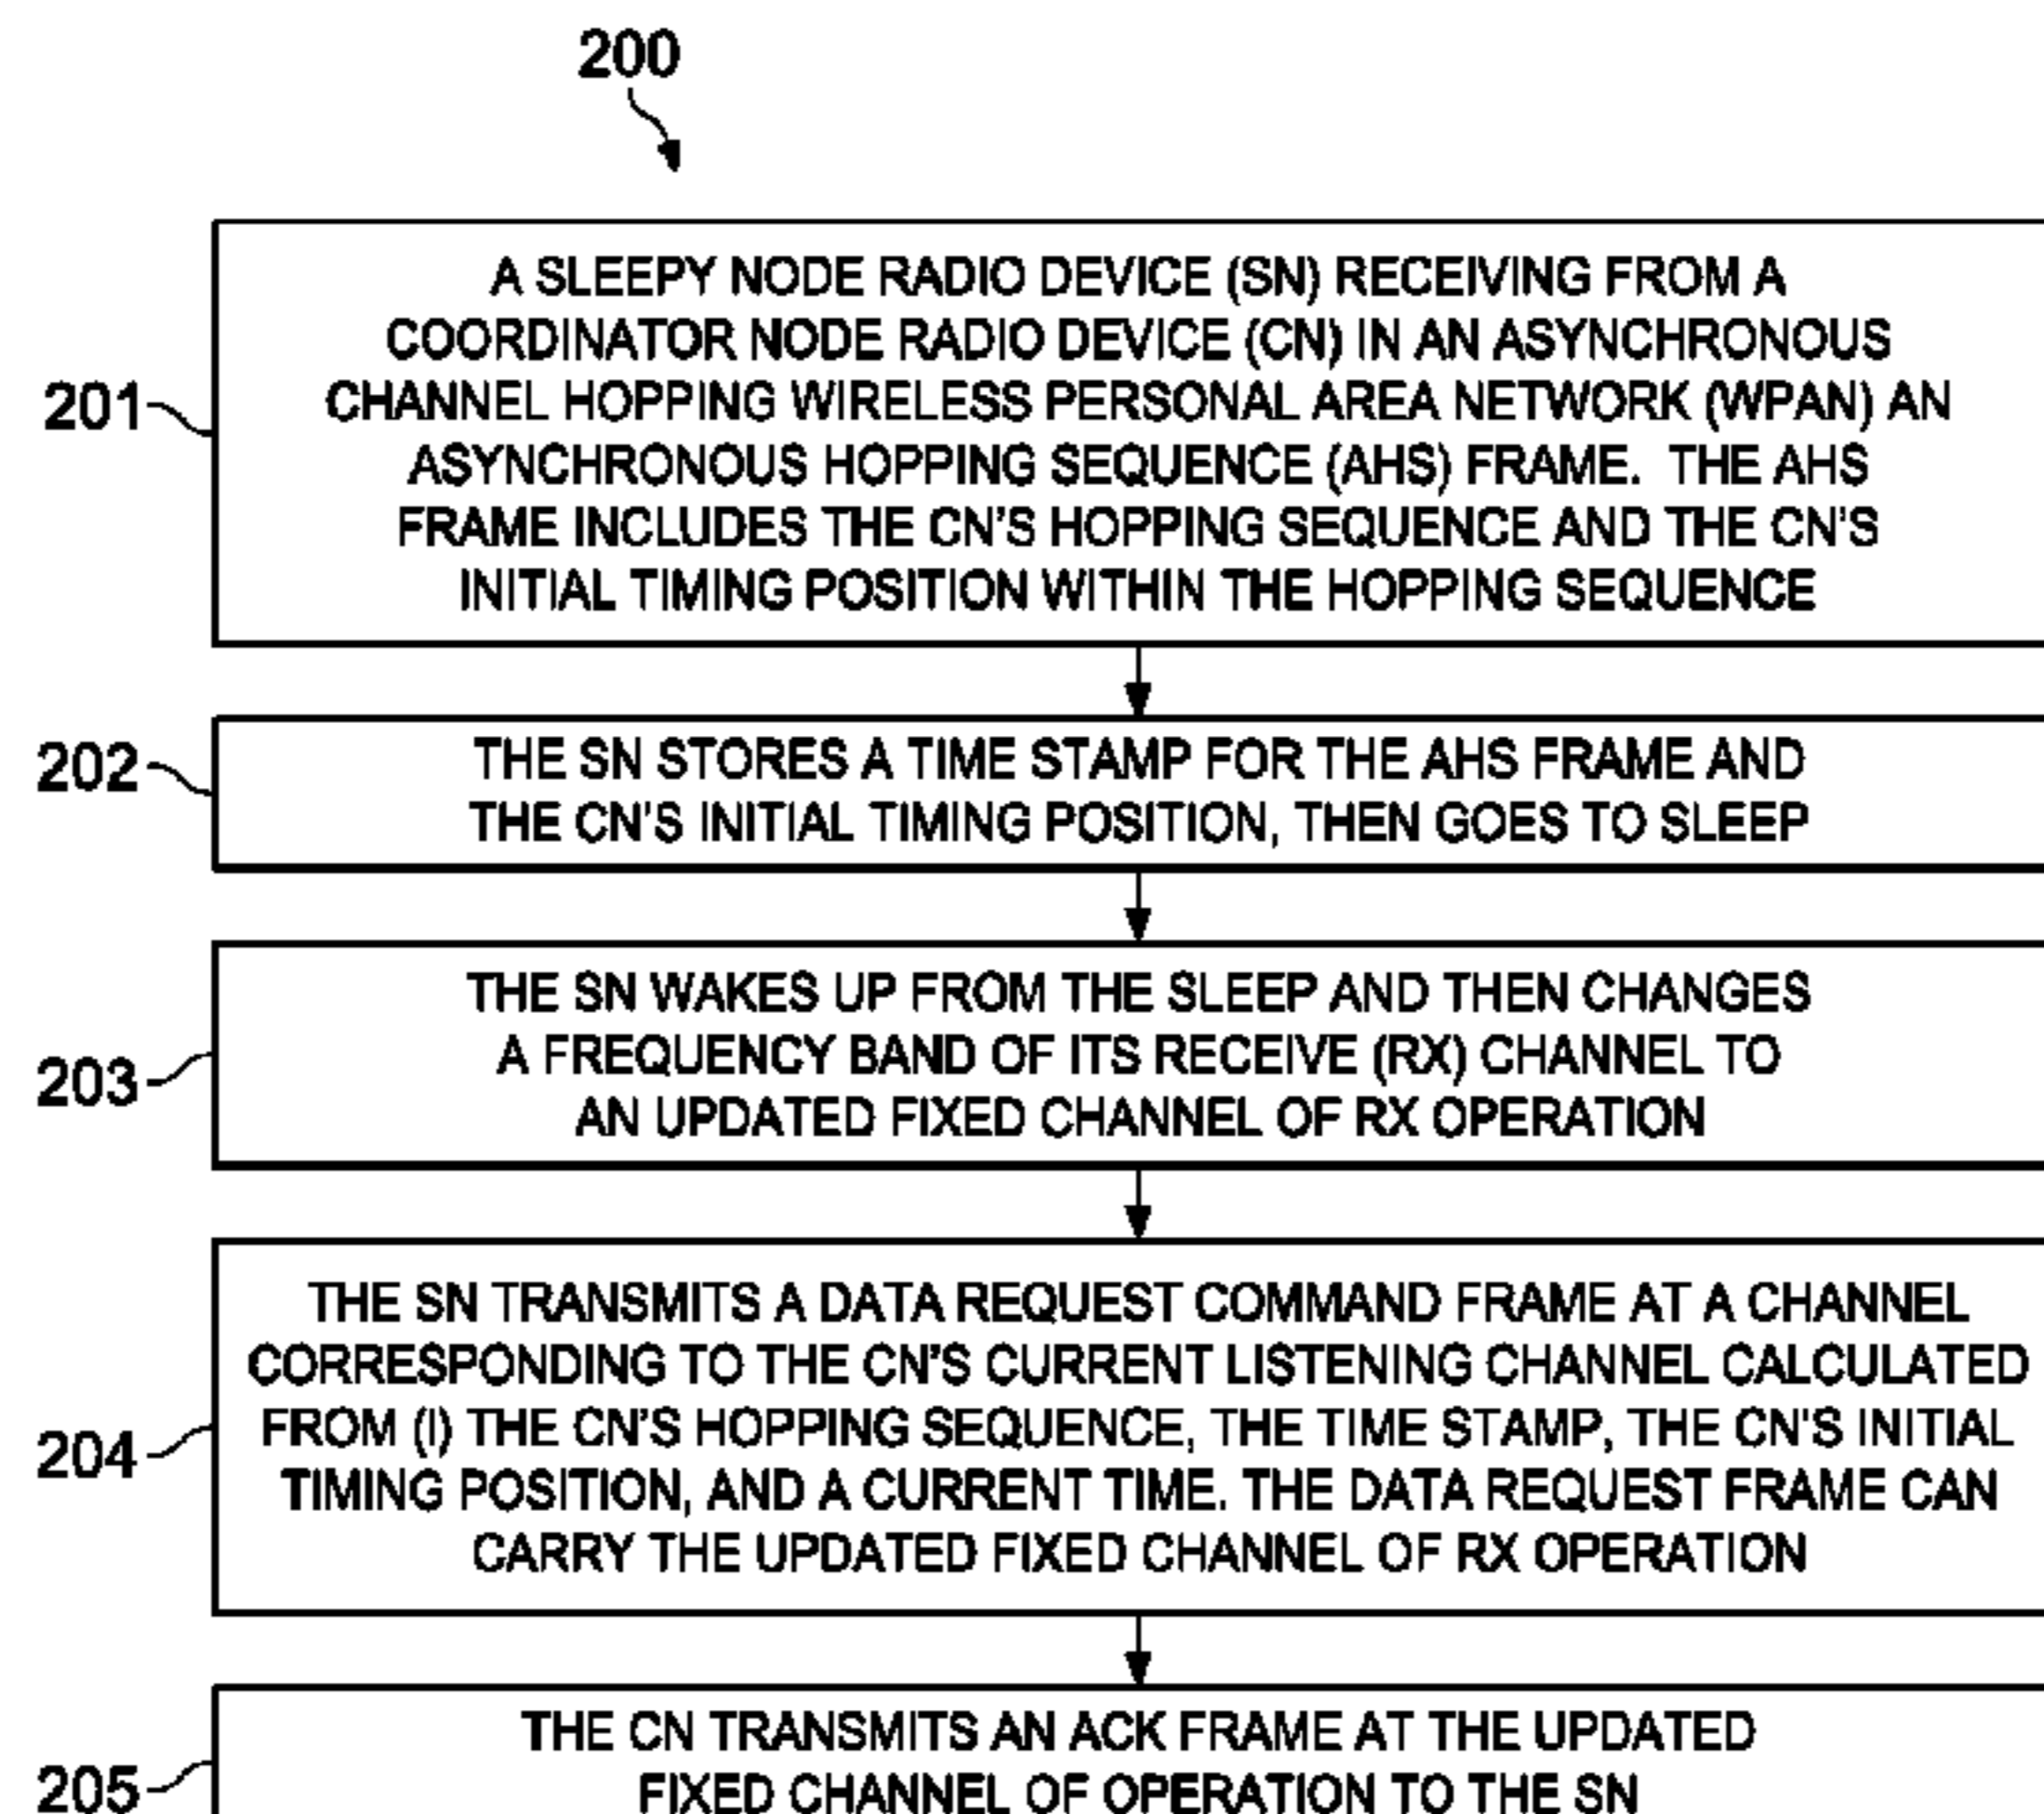 200
201
A SLEEPY NODE RADIO DEVICE (SN) RECEIVING FROM A
COORDINATOR NODE RADIO DEVICE (CN) IN AN ASYNCHRONOUS
CHANNEL HOPPING WIRELESS PERSONAL AREA NETWORK (WPAN) AN
ASYNCHRONOUS HOPPING SEQUENCE (AHS) FRAME. THE AHS
FRAME INCLUDES THE CN'S HOPPING SEQUENCE AND THE CN'S
INITIAL TIMING POSITION WITHIN THE HOPPING SEQUENCE
202
THE SN STORES A TIME STAMP FOR THE AHS FRAME AND
THE CN'S INITIAL TIMING POSITION, THEN GOES TO SLEEP
203
THE SN WAKES UP FROM THE SLEEP AND THEN CHANGES
A FREQUENCY BAND OF ITS RECEIVE (RX) CHANNEL TO
AN UPDATED FIXED CHANNEL OF RX OPERATION
204
THE SN TRANSMITS A DATA REQUEST COMMAND FRAME AT A CHANNEL
CORRESPONDING TO THE CN'S CURRENT LISTENING CHANNEL CALCULATED
FROM (I) THE CN'S HOPPING SEQUENCE, THE TIME STAMP, THE CN'S INITIAL
TIMING POSITION, AND A CURRENT TIME. THE DATA REQUEST FRAME CAN
CARRY THE UPDATED FIXED CHANNEL OF RX OPERATION
205
THE CN TRANSMITS AN ACK FRAME AT THE UPDATED
FIXED CHANNEL OF OPERATION TO THE SN